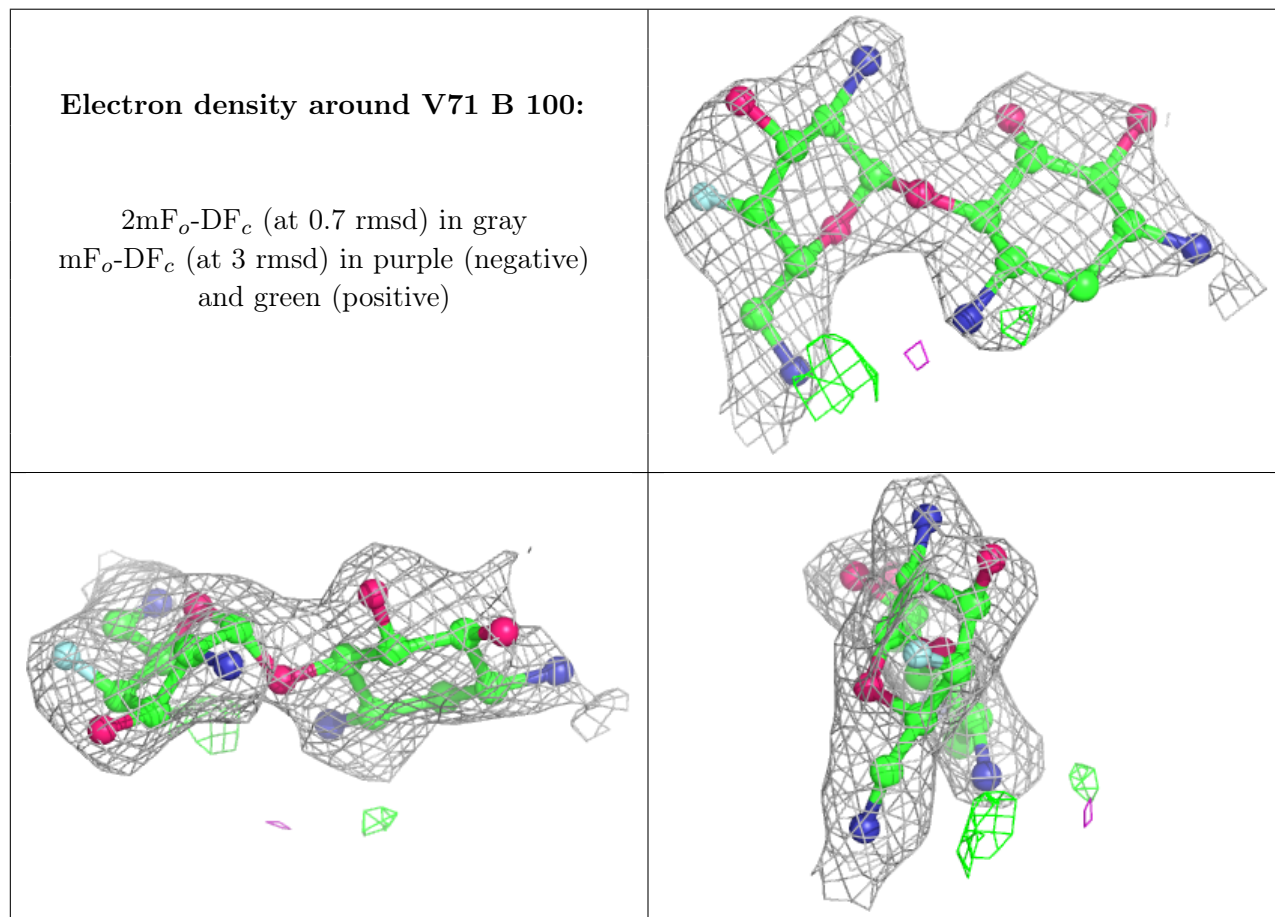 Electron density around V71 B 100:
2mFo-DFc (at 0.7 rmsd) in gray
mFo-DFc (at 3 rmsd) in purple (negative)
and green (positive)